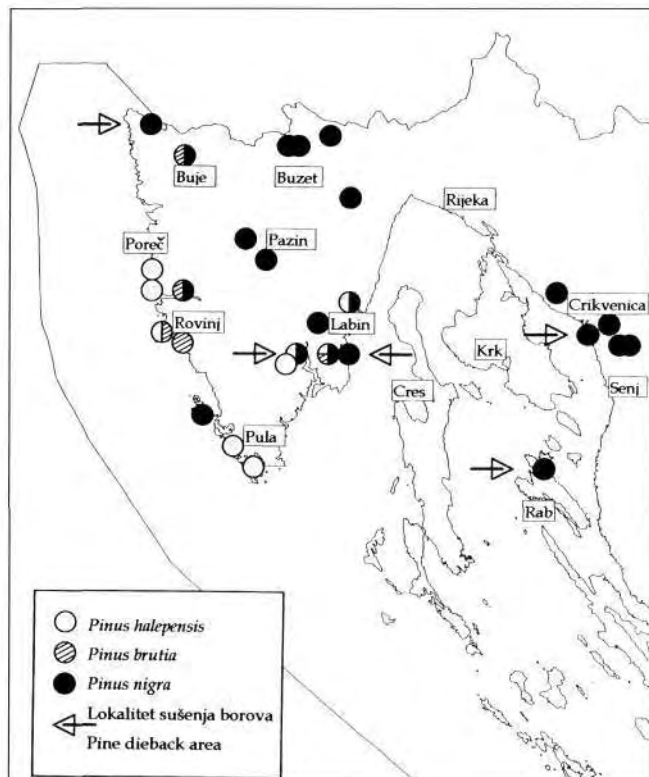 Rijeka
Buje
Buzet
Poreč
Pazin
Crikvenica
Rovinj
Labin
Krk
Senj
Cres
Pula
Rab
Pinus halepensis
Pinus brutia
Pinus nigra
Lokalitet sušenja borova
Pine dieback area